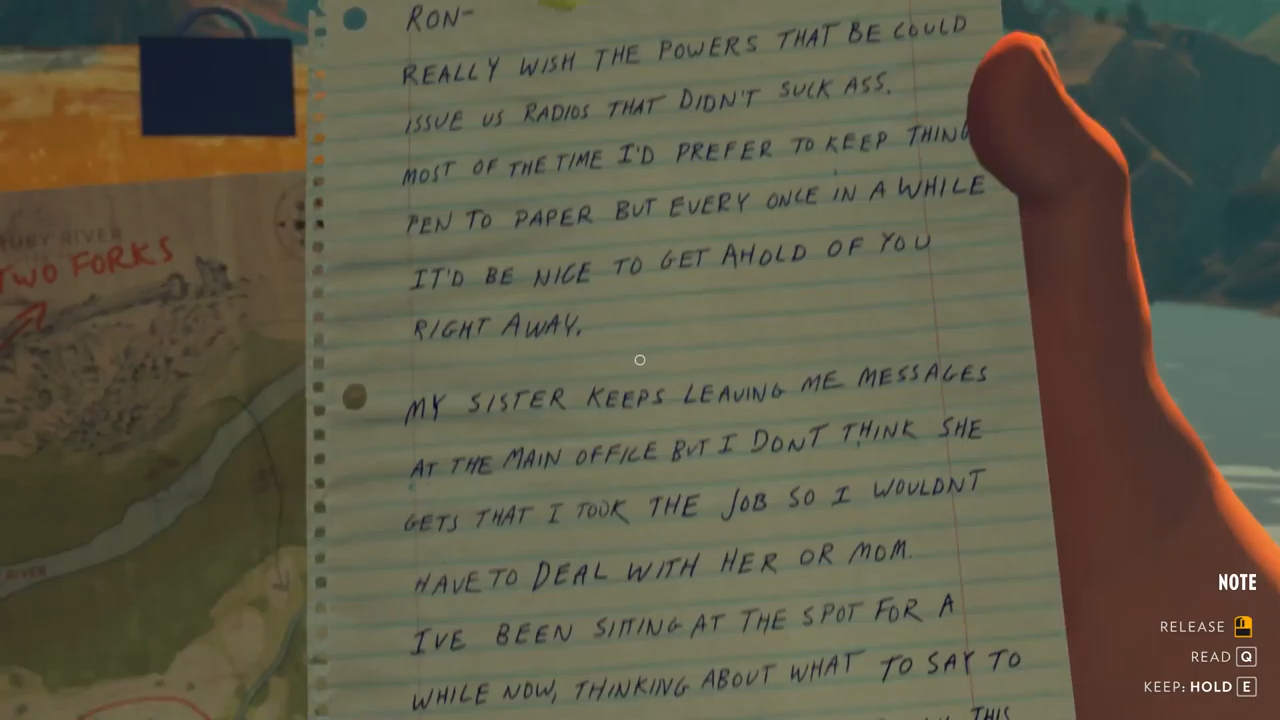 RON-
REALLY WISH THE POWERS THAT BE COULD
ISSUE US RADIOS THAT DIDN'T SUCK ASS.
MOST OF THE TIME I'D PREFER TO KEEP THING
PEN TO PAPER BUT EVERY ONCE IN A WHILE
IT'D BE NICE TO GET AHOLD OF YOU
RIGHT AWAY.
MY SISTER KEEPS LEAVING ME MESSAGES
AT THE MAIN OFFICE BUT I DONT THINK SHE
GETS THAT I TOOK THE JOB SO I WOULDNT
HAVE TO DEAL WITH HER OR MOM.
IVE BEEN SITTING AT THE SPOT FOR A
WHILE NOW, THINKING ABOUT WHAT TO SAY TO
THIS
RUBY RIVER
TWO FORKS
RIVER
NOTE
RELEASE
READ Q
KEEP: HOLD E